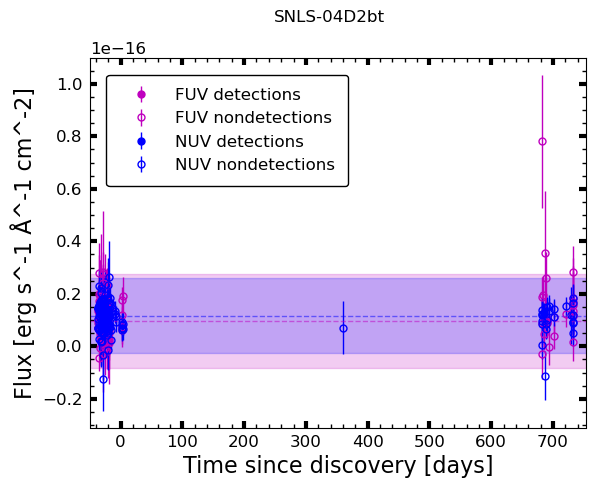 SNLS-04D2bt
1e−16
FUV detections
FUV nondetections
NUV detections
NUV nondetections
1.0
0.8
0.6
0.4
0.2
0.0
−0.2
Flux [erg s^-1 Å^-1 cm^-2]
0 100 200 300 400 500 600 700
Time since discovery [days]